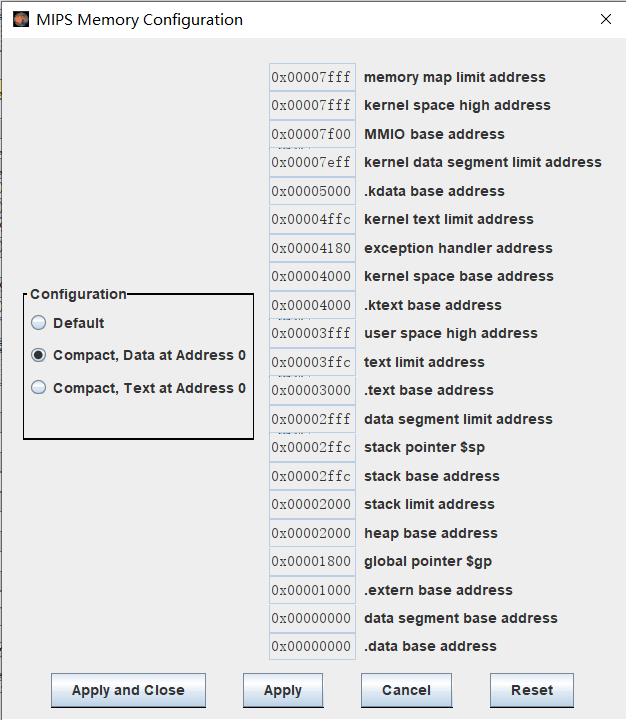 MIPS Memory Configuration
0x00007fff memory map limit address
0x00007fff kernel space high address
0x00007f00 MMIO base address
0x00007eff kernel data segment limit address
0x00005000 .kdata base address
0x00004ffc kernel text limit address
0x00004180 exception handler address
0x00004000 kernel space base address
0x00004000 .ktext base address
0x00003fff user space high address
0x00003ffc text limit address
0x00003000 .text base address
0x00002fff data segment limit address
0x00002ffc stack pointer $sp
0x00002ffc stack base address
0x00002000 stack limit address
0x00002000 heap base address
0x00001800 global pointer $gp
0x00001000 .extern base address
0x00000000 data segment base address
0x00000000 .data base address
Configuration
Default
Compact, Data at Address 0
Compact, Text at Address 0
Apply and Close
Apply
Cancel
Reset